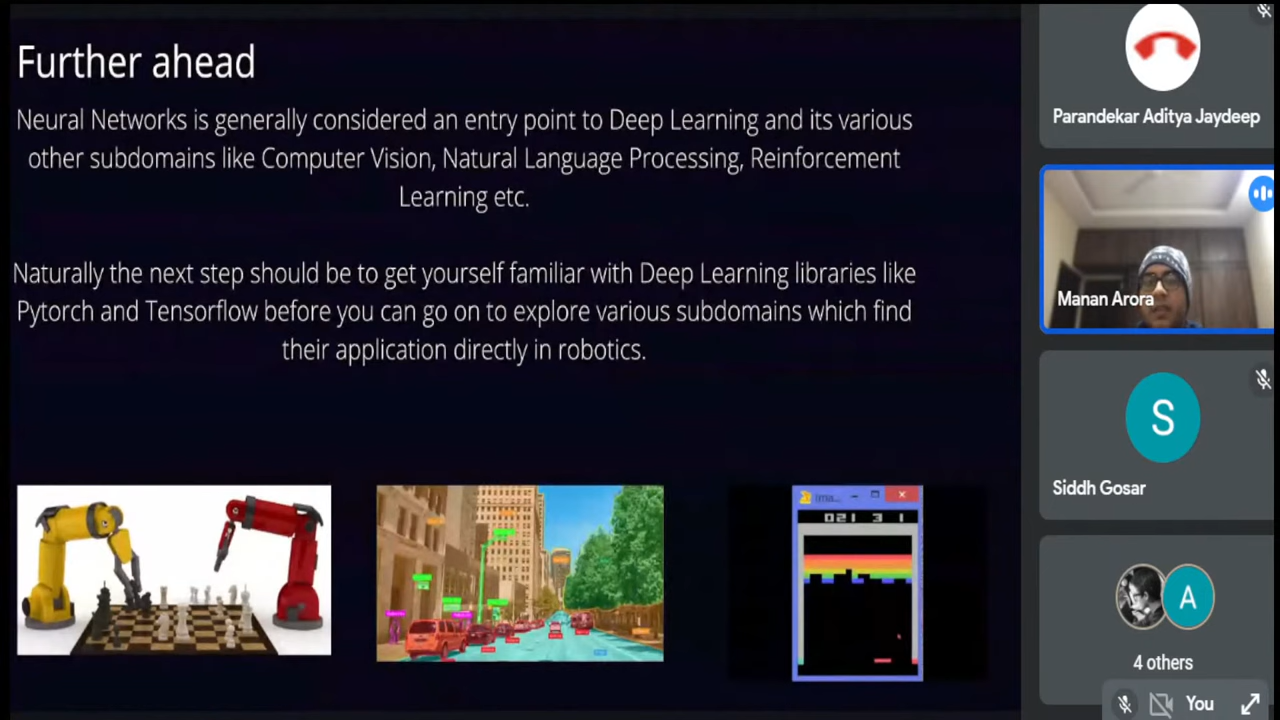 Further ahead
Neural Networks is generally considered an entry point to Deep Learning and its various
other subdomains like Computer Vision, Natural Language Processing, Reinforcement
Learning etc.
Naturally the next step should be to get yourself familiar with Deep Learning libraries like
Pytorch and Tensorflow before you can go on to explore various subdomains which find
their application directly in robotics.
021 3 1
Parandekar Aditya Jaydeep
Manan Arora
S
Siddh Gosar
A
4 others
You